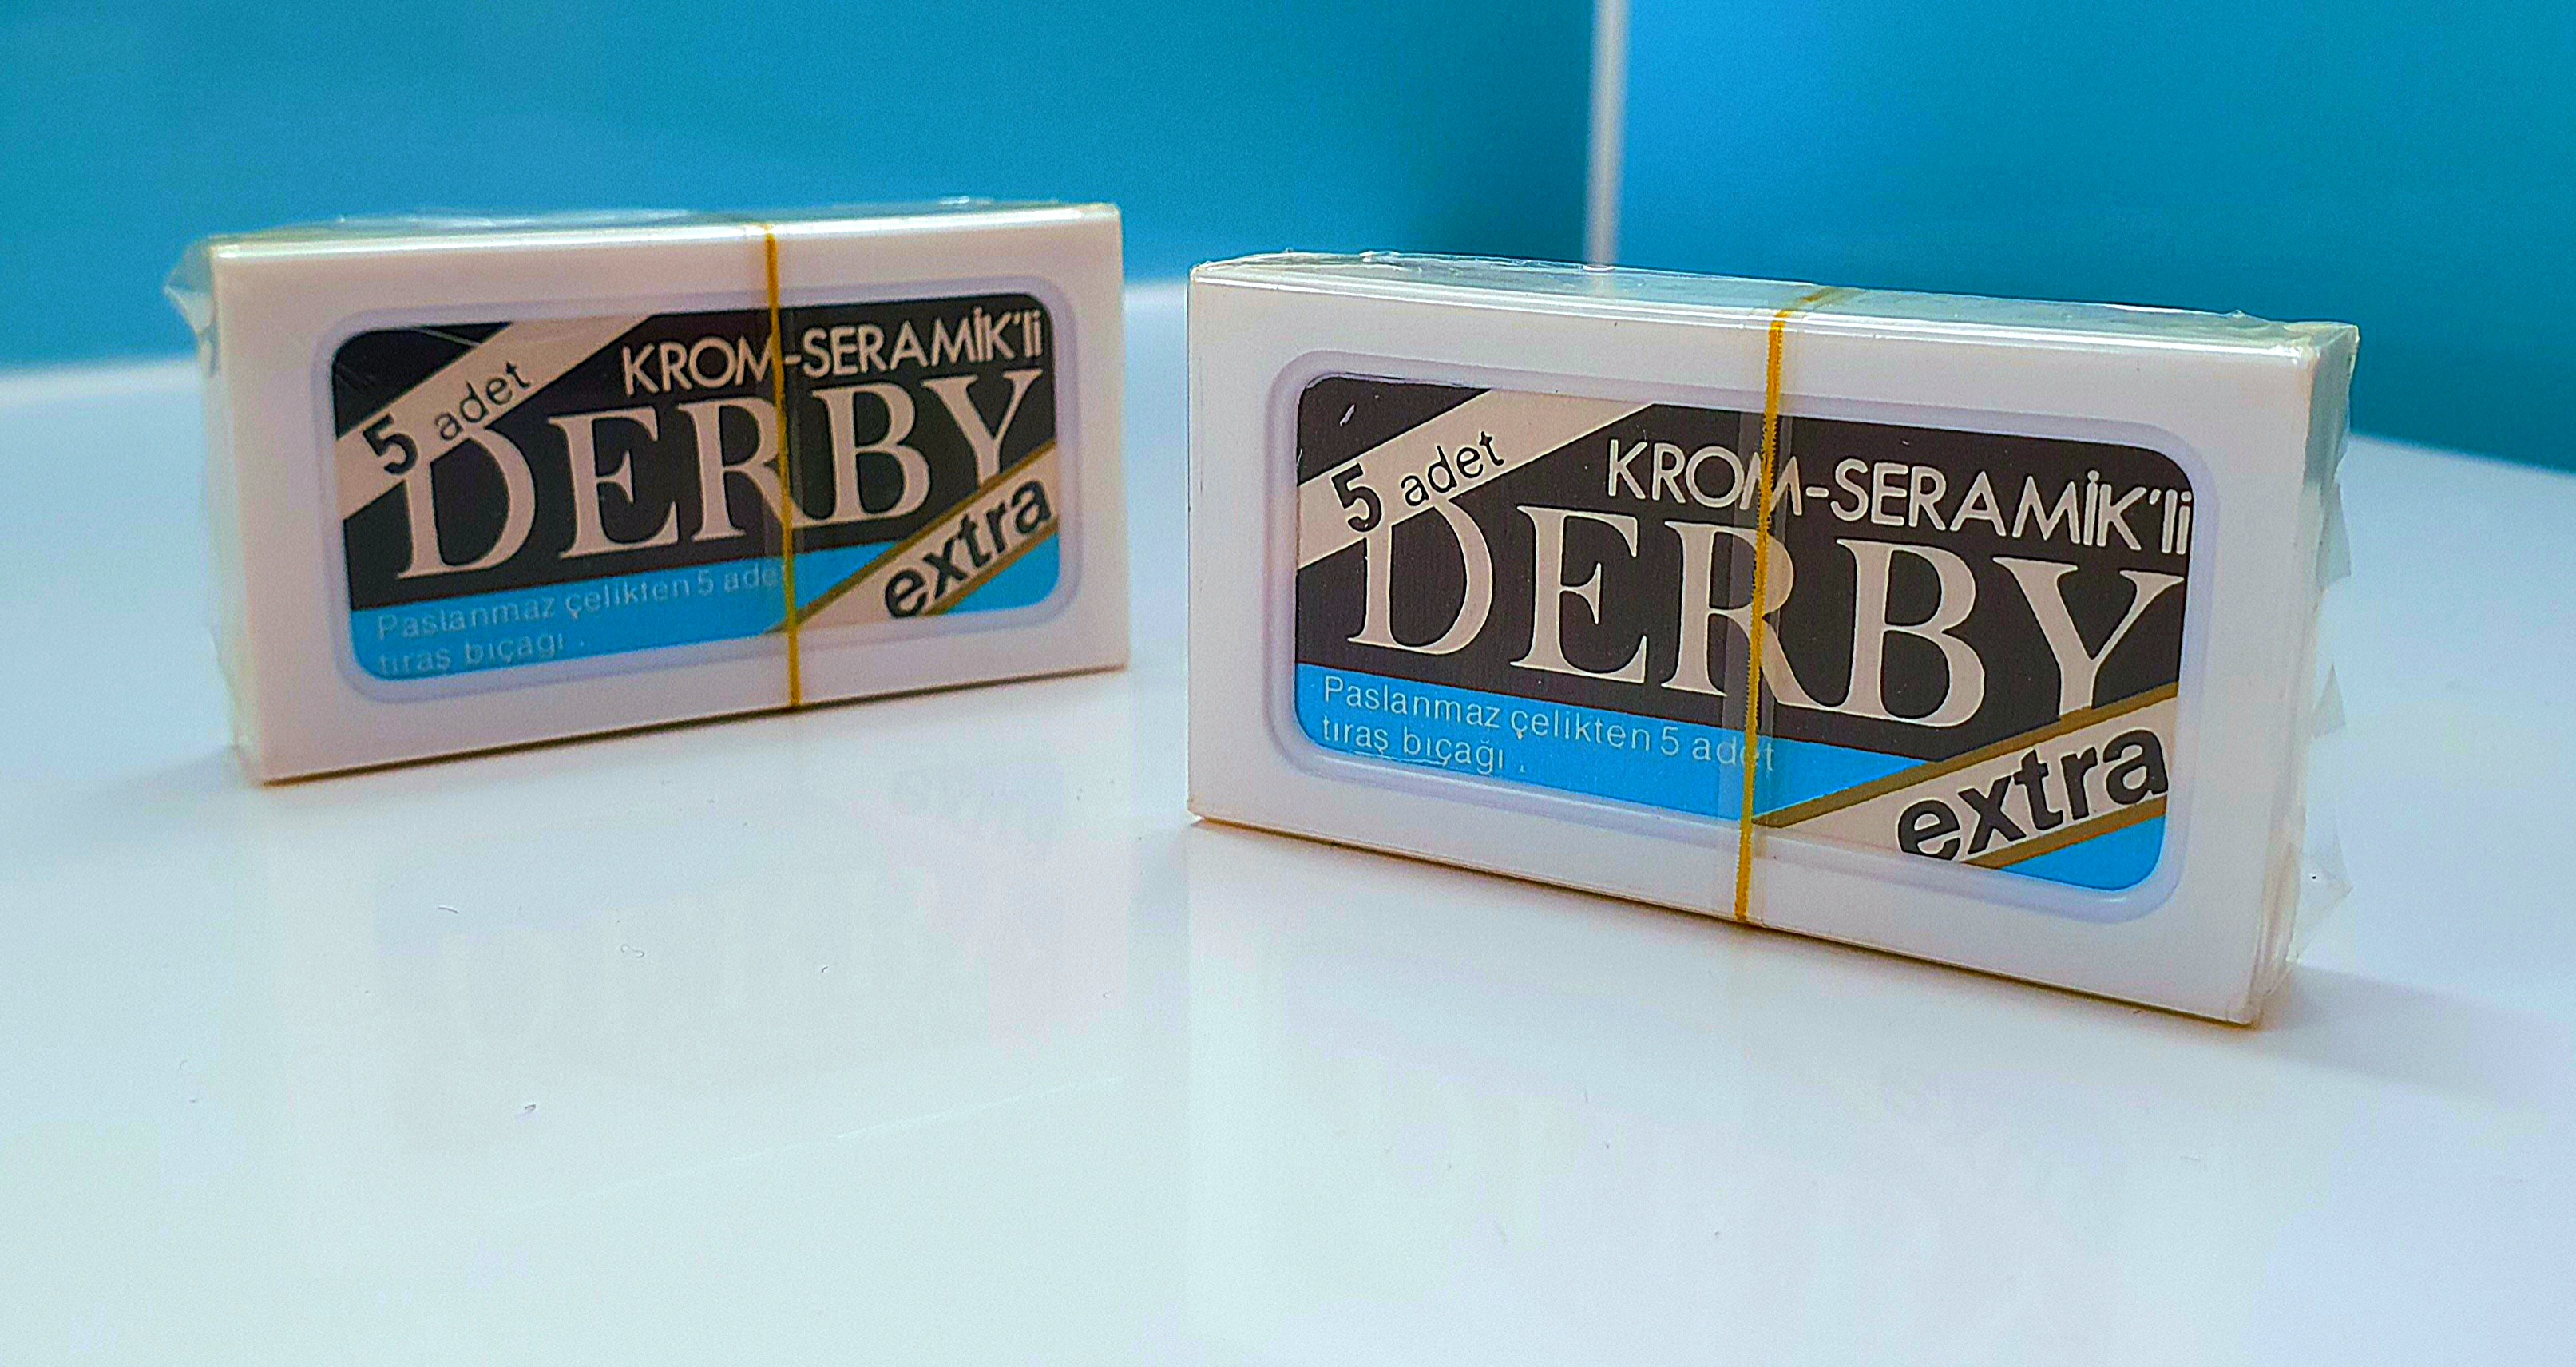 5 adet
KROM-SERAMİK'li
DERBY
extra
Paslanmaz çelikten 5 adet
tıraş bıçağı .
5 adet
KROM-SERAMİK'li
DERBY
extra
Paslanmaz çelikten 5 adet
tıraş bıçağı .